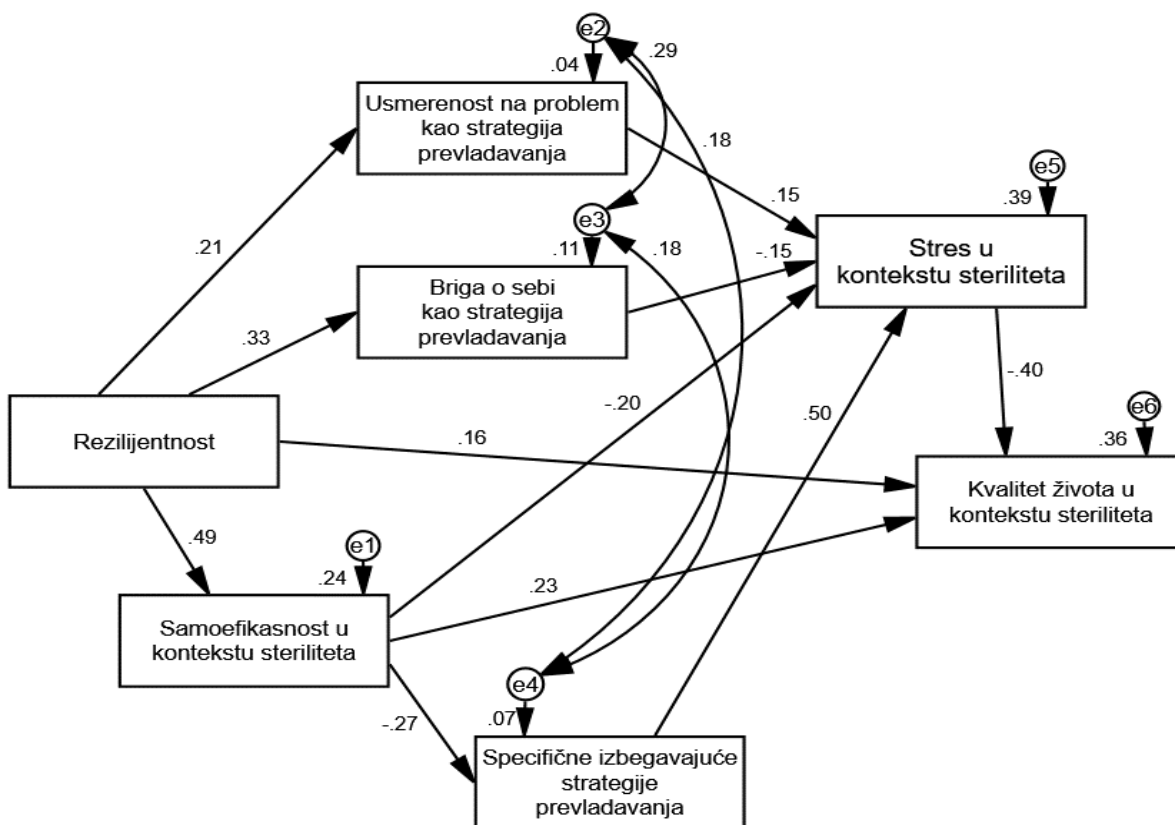 e2
.04
.29
Usmerenost na problem
kao strategija
prevladavanja
.18
e5
.39
.15
e3
.11
.18
-.15
Stres u
kontekstu steriliteta
.21
Briga o sebi
kao strategija
prevladavanja
.33
-.20
.50
-.40
e6
.36
Rezilijentnost
.16
Kvalitet života u
kontekstu steriliteta
.49
e1
.24
.23
Samoefikasnost u
kontekstu steriliteta
e4
.07
-.27
Specifične izbegavajuće
strategije
prevladavanja